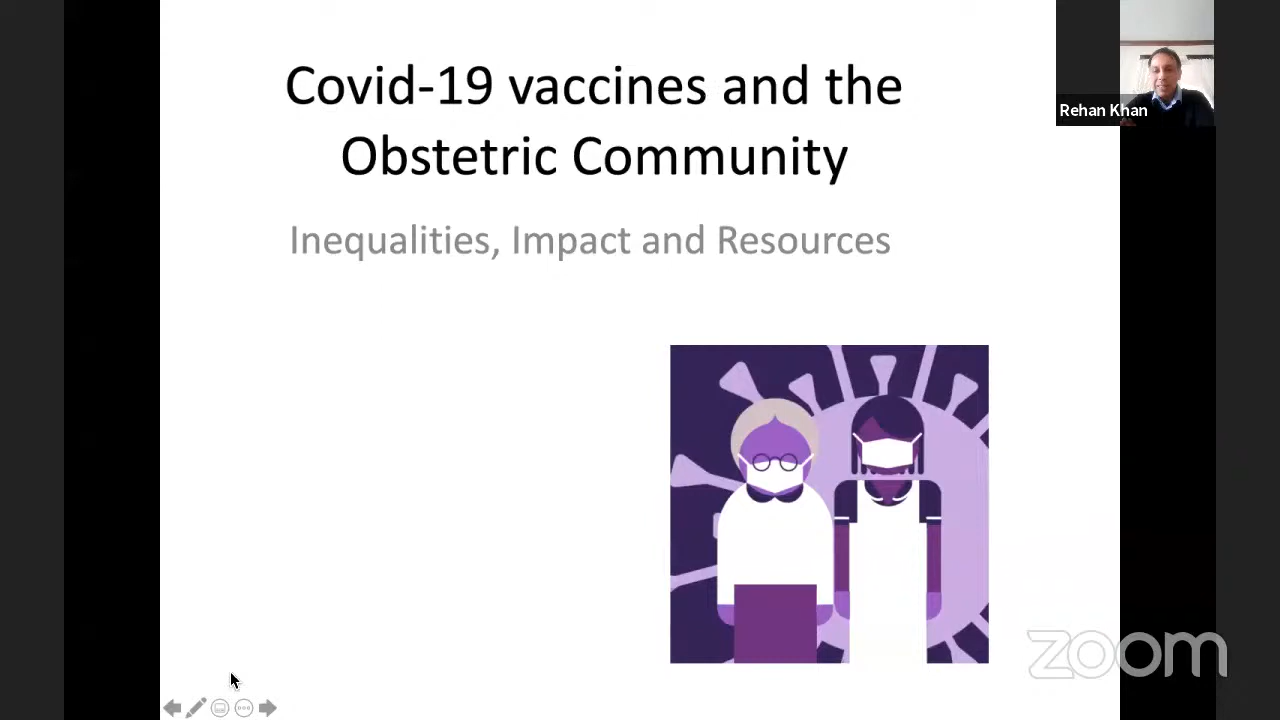 Covid-19 vaccines and the
Obstetric Community
Inequalities, Impact and Resources
Rehan Khan
zoom